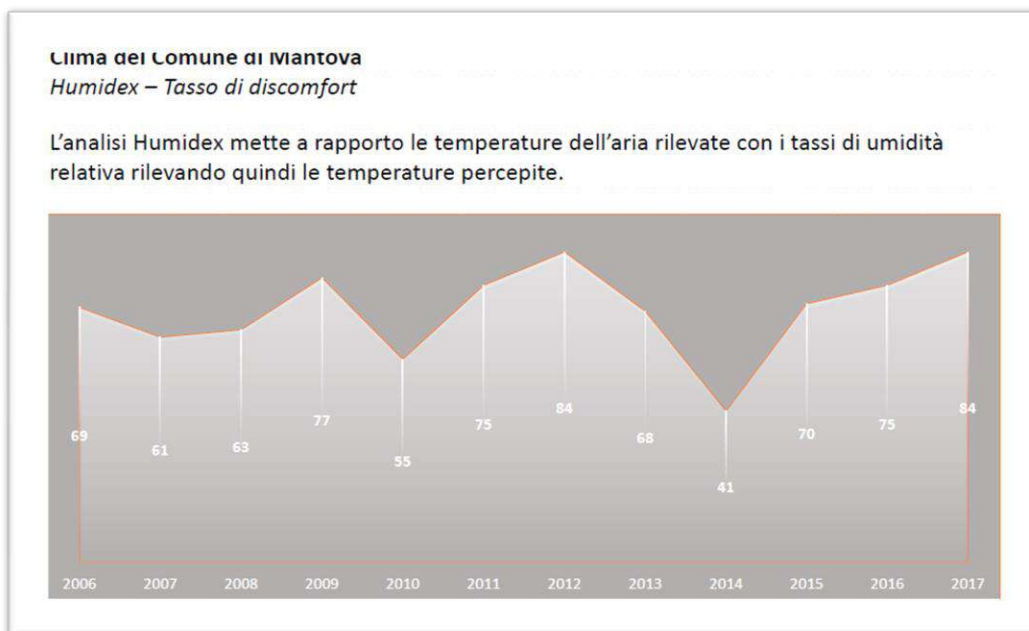 Clima del Comune di Mantova
Humidex – Tasso di discomfort
L'analisi Humidex mette a rapporto le temperature dell'aria rilevate con i tassi di umidità
relativa rilevando quindi le temperature percepite.
69 61 63 77 55 75 84 68 41 70 75 84
2006 2007 2008 2009 2010 2011 2012 2013 2014 2015 2016 2017